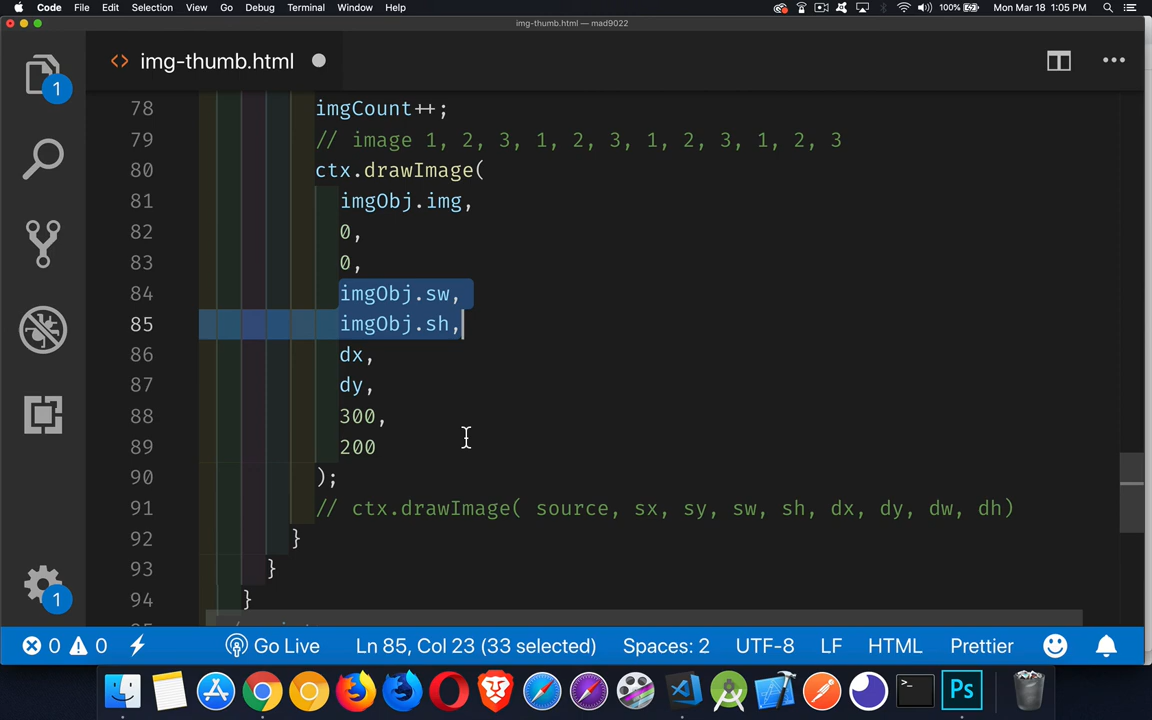 Code File Edit Selection View Go Debug Terminal Window Help 100% Mon Mar 18 1:05 PM
img-thumb.html — mad9022
<> img-thumb.html
1
78 imgCount++;
79 // image 1, 2, 3, 1, 2, 3, 1, 2, 3, 1, 2, 3
80 ctx.drawImage(
81 imgObj.img,
82 0,
83 0,
84 imgObj.sw,
85 imgObj.sh,
86 dx,
87 dy,
88 300,
89 200
90 );
91 // ctx.drawImage( source, sx, sy, sw, sh, dx, dy, dw, dh)
92 }
93 }
94 }
1
0 0 Go Live Ln 85, Col 23 (33 selected) Spaces: 2 UTF-8 LF HTML Prettier
>_ Ps